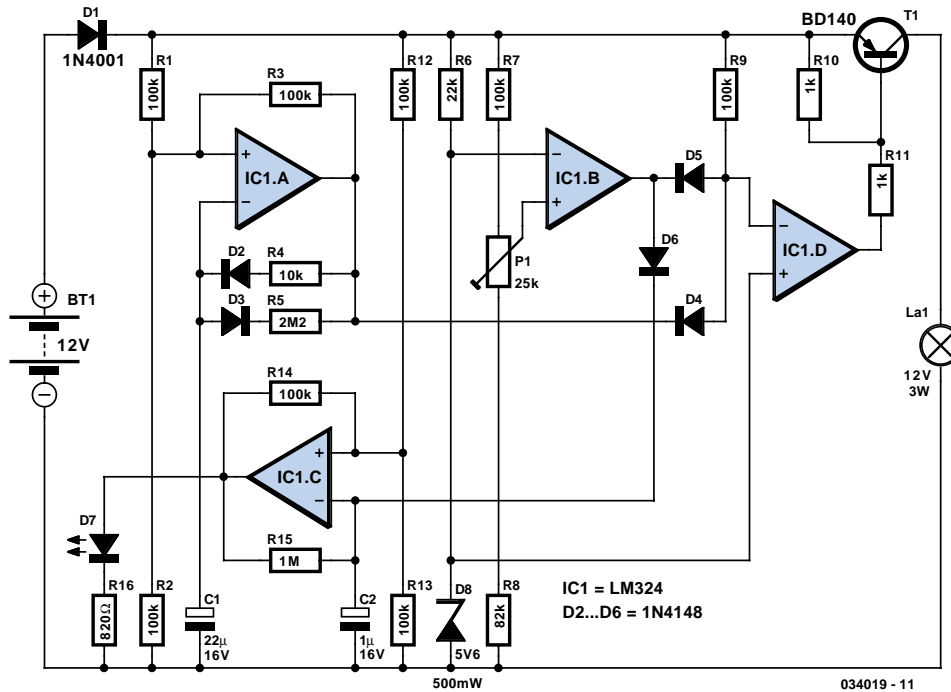 D1
1N4001
BD140
T1
R1
100k
R3
100k
R12
100k
R6
22k
R7
100k
R9
100k
R10
1k
R11
1k
+
IC1.A
−
−
IC1.B
+
D5
D6
−
IC1.D
+
D2
R4
10k
D3
R5
2M2
P1
25k
D4
+
BT1
12V
−
La1
12V
3W
R14
100k
+
IC1.C
−
D7
R15
1M
R16
820Ω
R2
100k
C1
22µ
16V
C2
1µ
16V
R13
100k
D8
5V6
500mW
R8
82k
IC1 = LM324
D2...D6 = 1N4148
034019 - 11